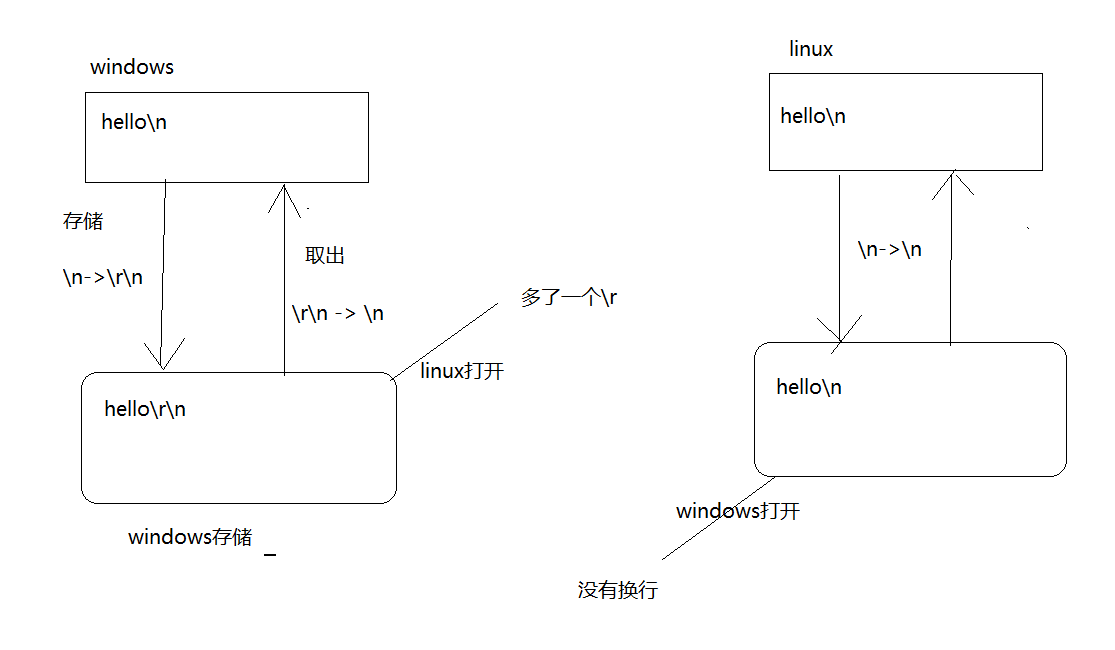 windows
hello\n
存储
\n->\r\n
取出
\r\n -> \n
hello\r\n
windows存储
多了一个\r
linux打开
linux
hello\n
\n->\n
hello\n
windows打开
没有换行